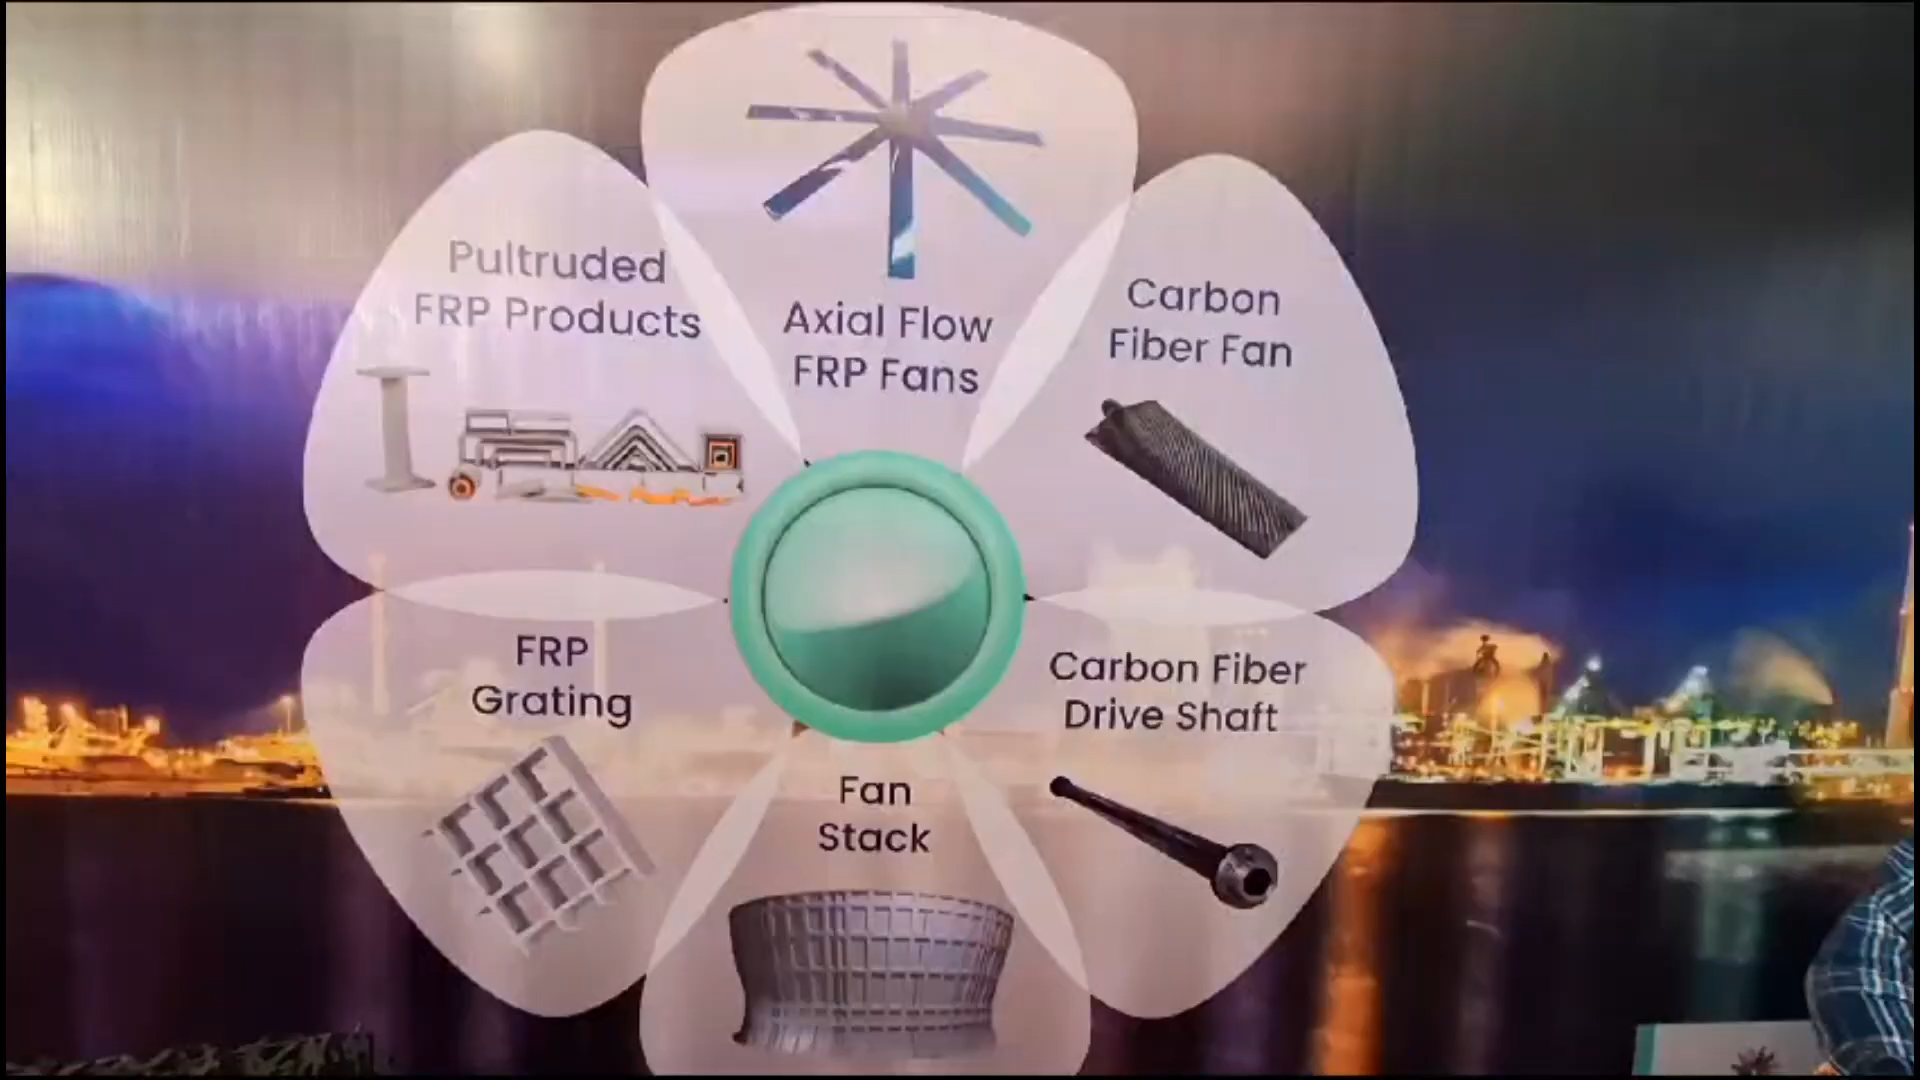 Axial Flow
FRP Fans
Pultruded
FRP Products
Carbon
Fiber Fan
FRP
Grating
Carbon Fiber
Drive Shaft
Fan
Stack